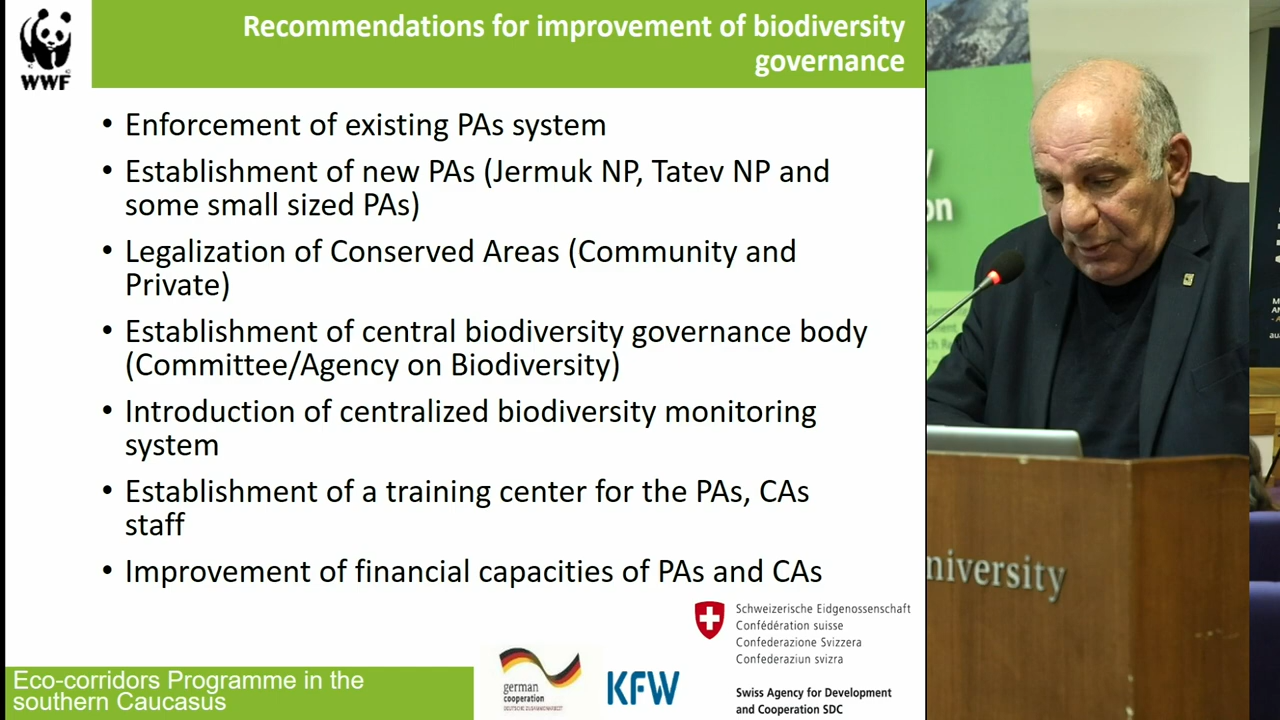 WWF
Recommendations for improvement of biodiversity
governance
• Enforcement of existing PAs system
• Establishment of new PAs (Jermuk NP, Tatev NP and
some small sized PAs)
• Legalization of Conserved Areas (Community and
Private)
• Establishment of central biodiversity governance body
(Committee/Agency on Biodiversity)
• Introduction of centralized biodiversity monitoring
system
• Establishment of a training center for the PAs, CAs
staff
• Improvement of financial capacities of PAs and CAs
Eco-corridors Programme in the
southern Caucasus
german
cooperation
DEUTSCHE ZUSAMMENARBEIT
KFW
Schweizerische Eidgenossenschaft
Confédération suisse
Confederazione Svizzera
Confederaziun svizra
Swiss Agency for Development
and Cooperation SDC
on
niversity